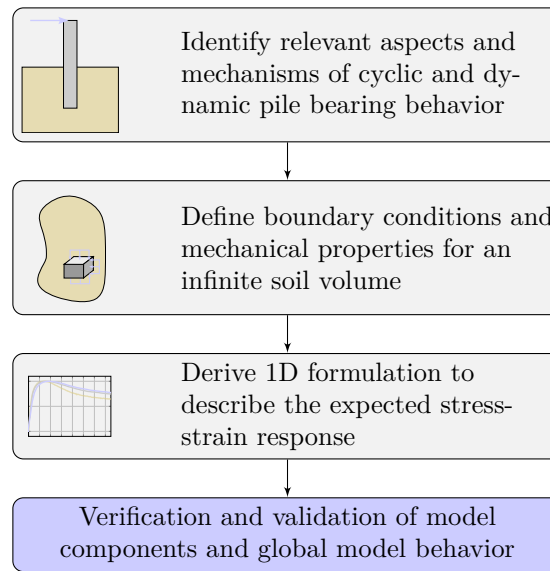 Identify relevant aspects and
mechanisms of cyclic and dy-
namic pile bearing behavior
Define boundary conditions and
mechanical properties for an
infinite soil volume
Derive 1D formulation to
describe the expected stress-
strain response
Verification and validation of model
components and global model behavior